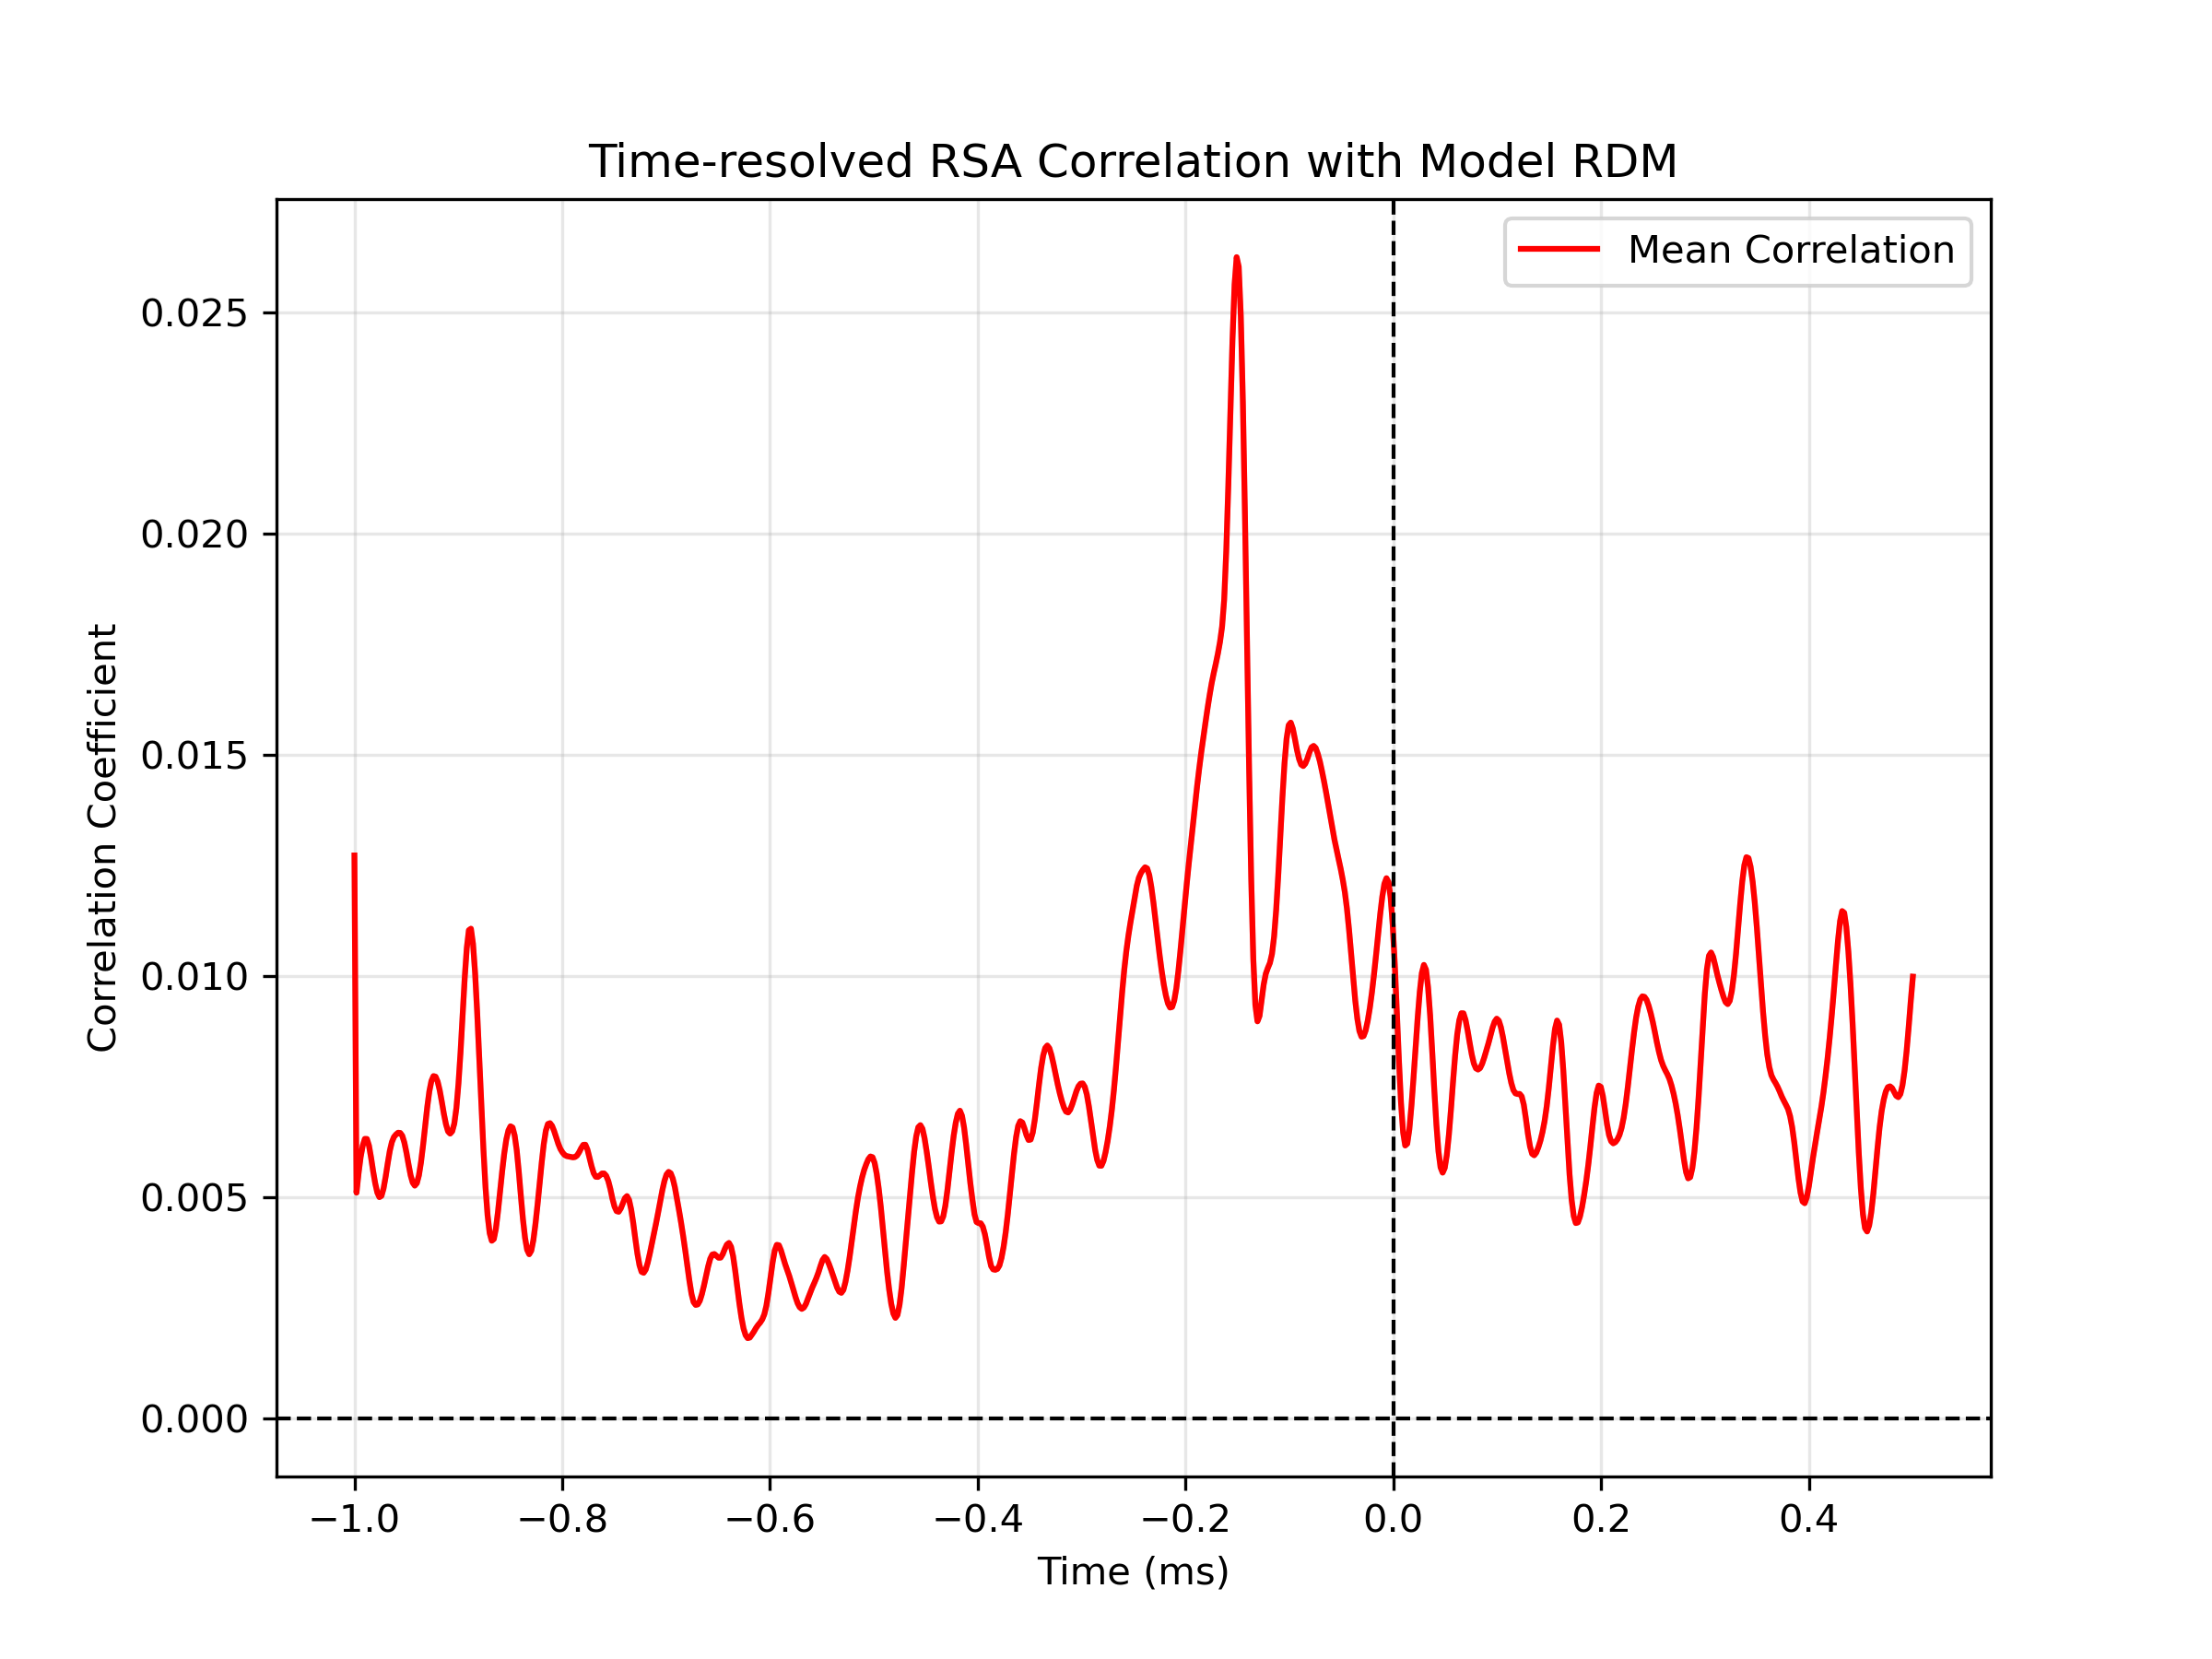 Time-resolved RSA Correlation with Model RDM
Mean Correlation
Correlation Coefficient
0.025
0.020
0.015
0.010
0.005
0.000
−1.0 −0.8 −0.6 −0.4 −0.2 0.0 0.2 0.4
Time (ms)